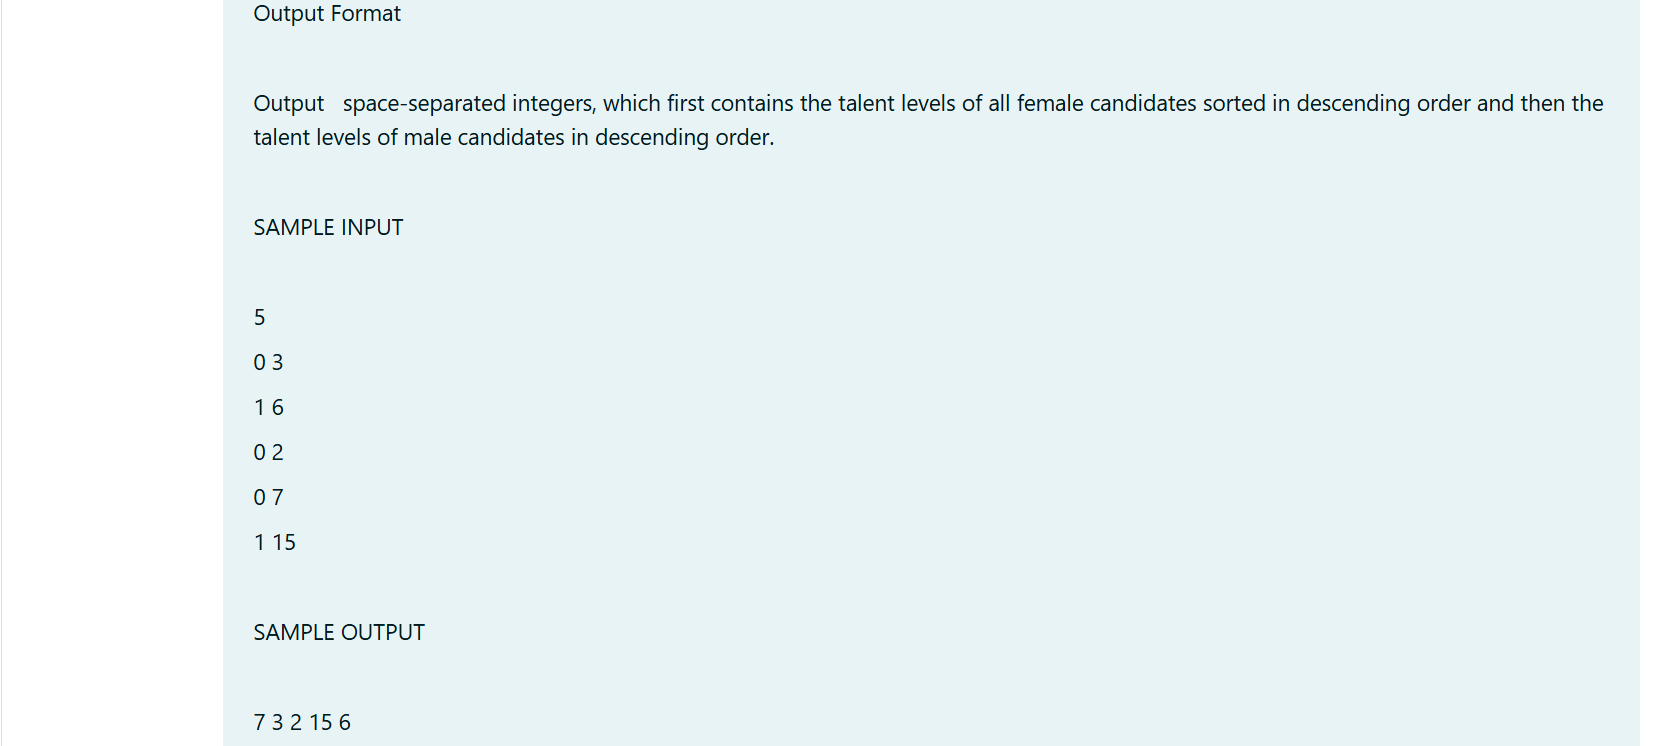 Output Format
Output space-separated integers, which first contains the talent levels of all female candidates sorted in descending order and then the
talent levels of male candidates in descending order.
SAMPLE INPUT
5
0 3
1 6
0 2
0 7
1 15
SAMPLE OUTPUT
7 3 2 15 6